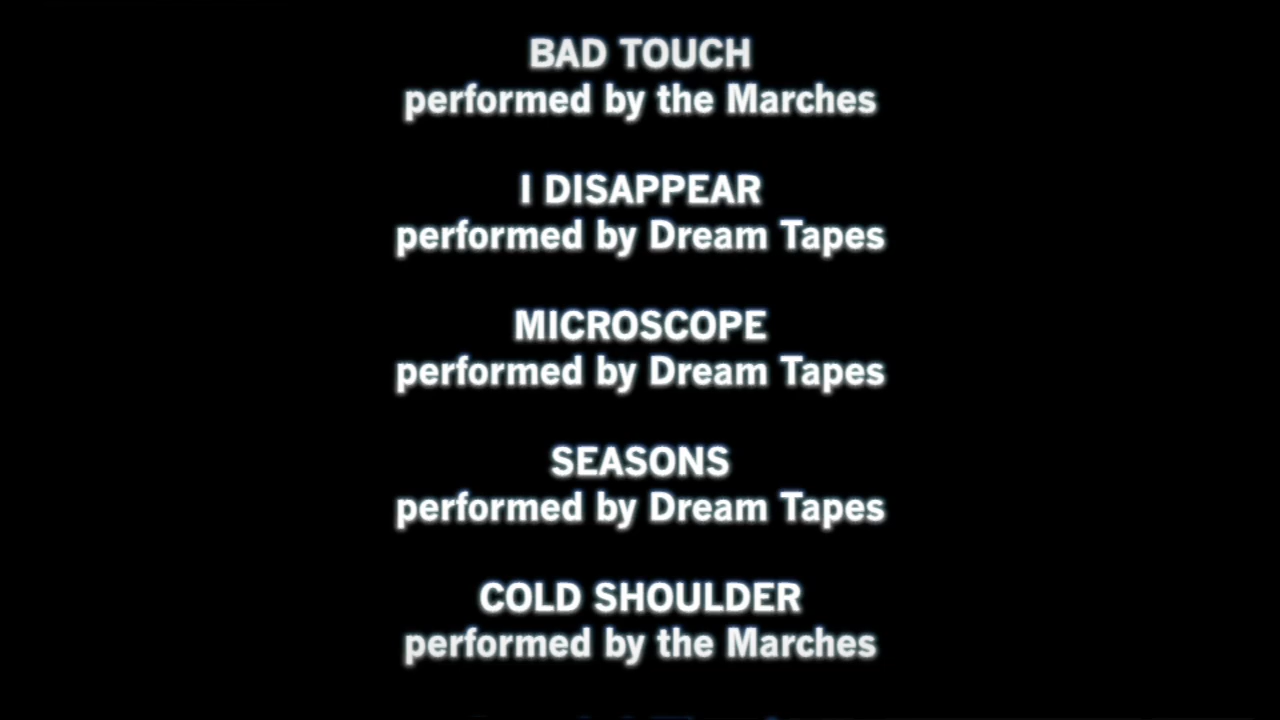 BAD TOUCH
performed by the Marches
I DISAPPEAR
performed by Dream Tapes
MICROSCOPE
performed by Dream Tapes
SEASONS
performed by Dream Tapes
COLD SHOULDER
performed by the Marches